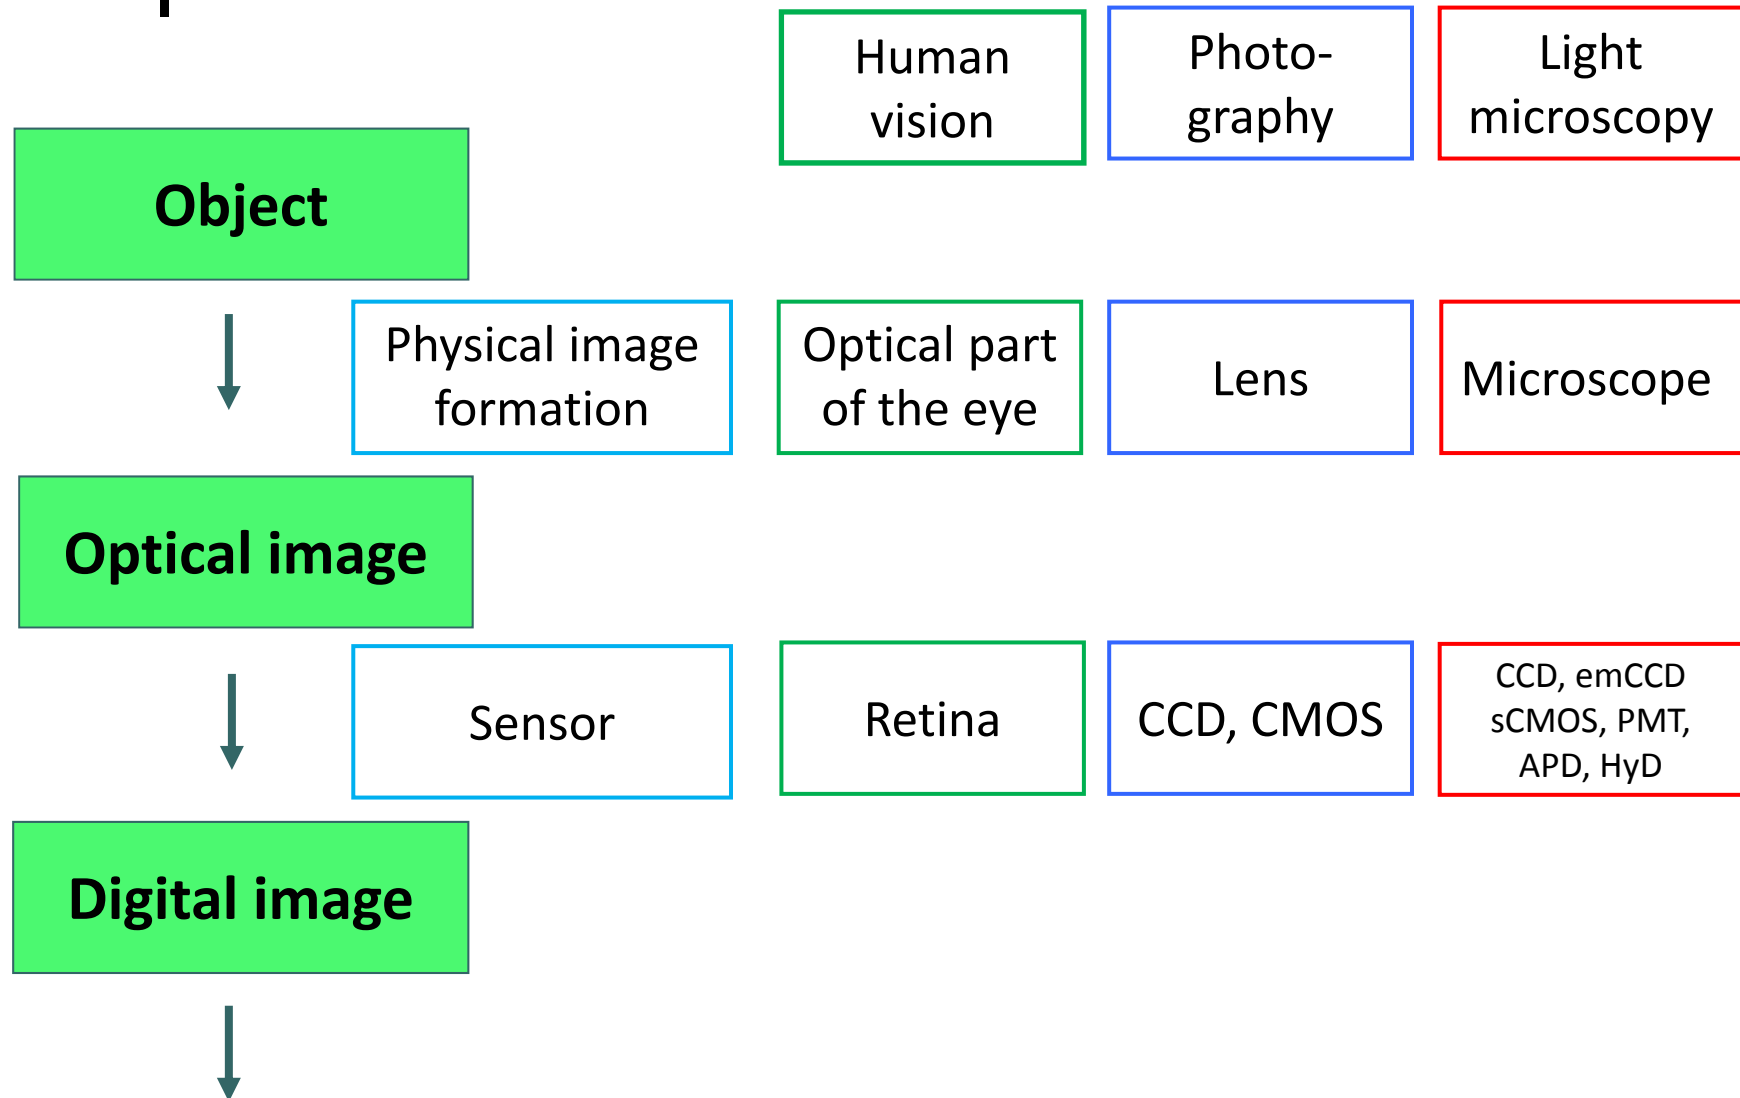 Human
vision
Photo-
graphy
Light
microscopy
Object
Physical image
formation
Optical part
of the eye
Lens
Microscope
Optical image
Sensor
Retina
CCD, CMOS
CCD, emCCD
sCMOS, PMT,
APD, HyD
Digital image